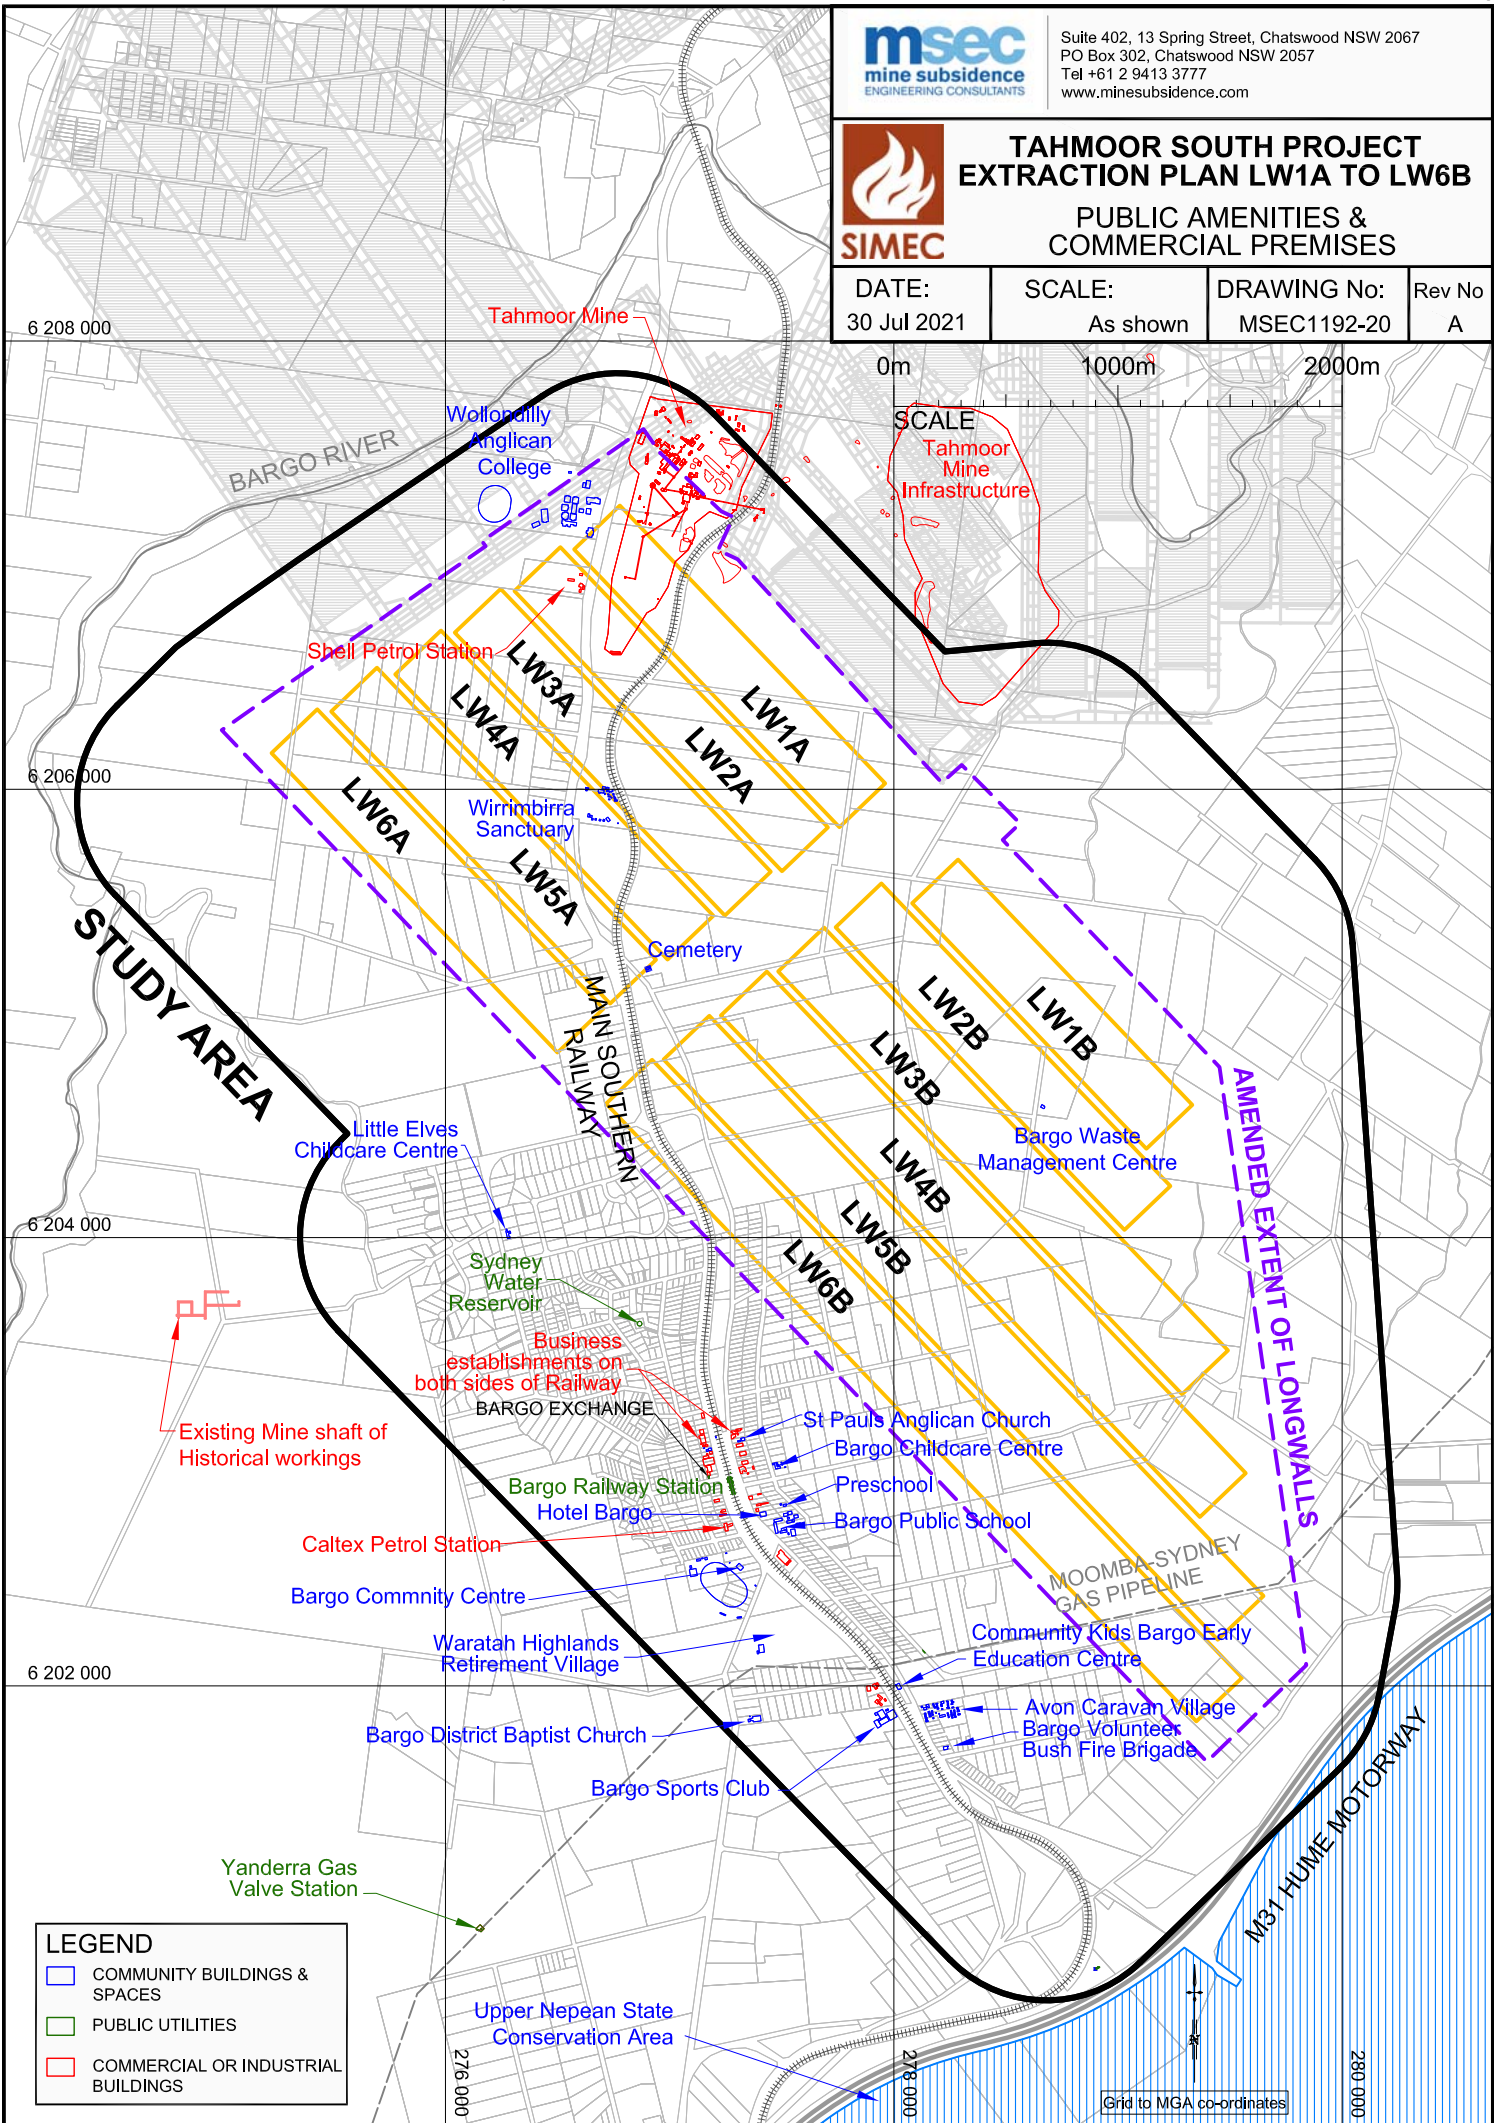 msec
mine subsidence
ENGINEERING CONSULTANTS
Suite 402, 13 Spring Street, Chatswood NSW 2067
PO Box 302, Chatswood NSW 2057
Tel +61 2 9413 3777
www.minesubsidence.com
SIMEC
TAHMOOR SOUTH PROJECT
EXTRACTION PLAN LW1A TO LW6B
PUBLIC AMENITIES &
COMMERCIAL PREMISES
DATE:
30 Jul 2021
SCALE:
As shown
DRAWING No:
MSEC1192-20
Rev No
A
0m
1000m
2000m
SCALE
6 208 000
Tahmoor Mine
Wollondilly
Anglican
College
BARGO RIVER
Tahmoor
Mine
Infrastructure
Shell Petrol Station
LW3A
LW4A
LW1A
LW2A
6 206 000
LW6A
Wirrimbirra
Sanctuary
LW5A
STUDY AREA
Cemetery
MAIN SOUTHERN
RAILWAY
LW2B
LW1B
LW3B
AMENDED EXTENT OF LONGWALLS
Little Elves
Childcare Centre
Bargo Waste
Management Centre
LW4B
LW5B
LW6B
6 204 000
Sydney
Water
Reservoir
Business
establishments on
both sides of Railway
BARGO EXCHANGE
Existing Mine shaft of
Historical workings
St Pauls Anglican Church
Bargo Childcare Centre
Bargo Railway Station
Preschool
Hotel Bargo
Bargo Public School
Caltex Petrol Station
MOOMBA-SYDNEY
GAS PIPELINE
Bargo Commnity Centre
Waratah Highlands
Retirement Village
Community Kids Bargo Early
Education Centre
6 202 000
Avon Caravan Village
Bargo District Baptist Church
Bargo Volunteer
Bush Fire Brigade
Bargo Sports Club
M31 HUME MOTORWAY
Yanderra Gas
Valve Station
LEGEND
COMMUNITY BUILDINGS &
SPACES
PUBLIC UTILITIES
COMMERCIAL OR INDUSTRIAL
BUILDINGS
Upper Nepean State
Conservation Area
276 000
278 000
280 000
N
Grid to MGA co-ordinates